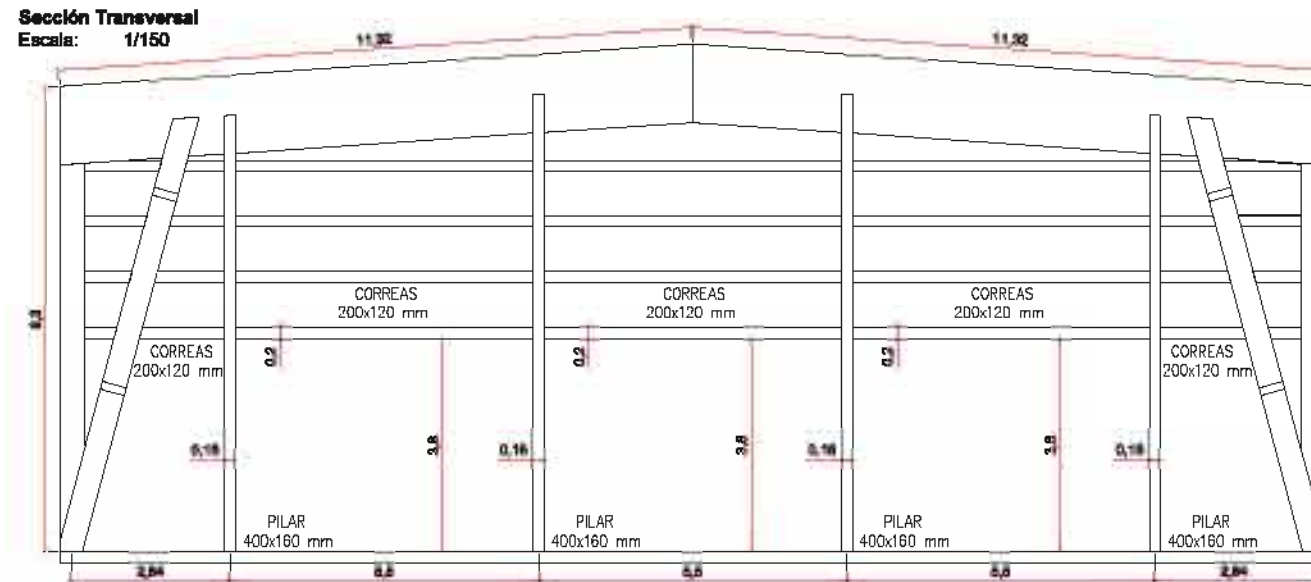 Sección Transversal
Escala: 1/150
11,32
11,32
CORREAS
200x120 mm
CORREAS
200x120 mm
CORREAS
200x120 mm
CORREAS
200x120 mm
CORREAS
200x120 mm
0,2
0,2
0,2
3,8
3,8
3,8
0,16
0,16
0,16
0,16
PILAR
400x160 mm
PILAR
400x160 mm
PILAR
400x160 mm
PILAR
400x160 mm
2,84
5,5
5,5
5,5
2,84